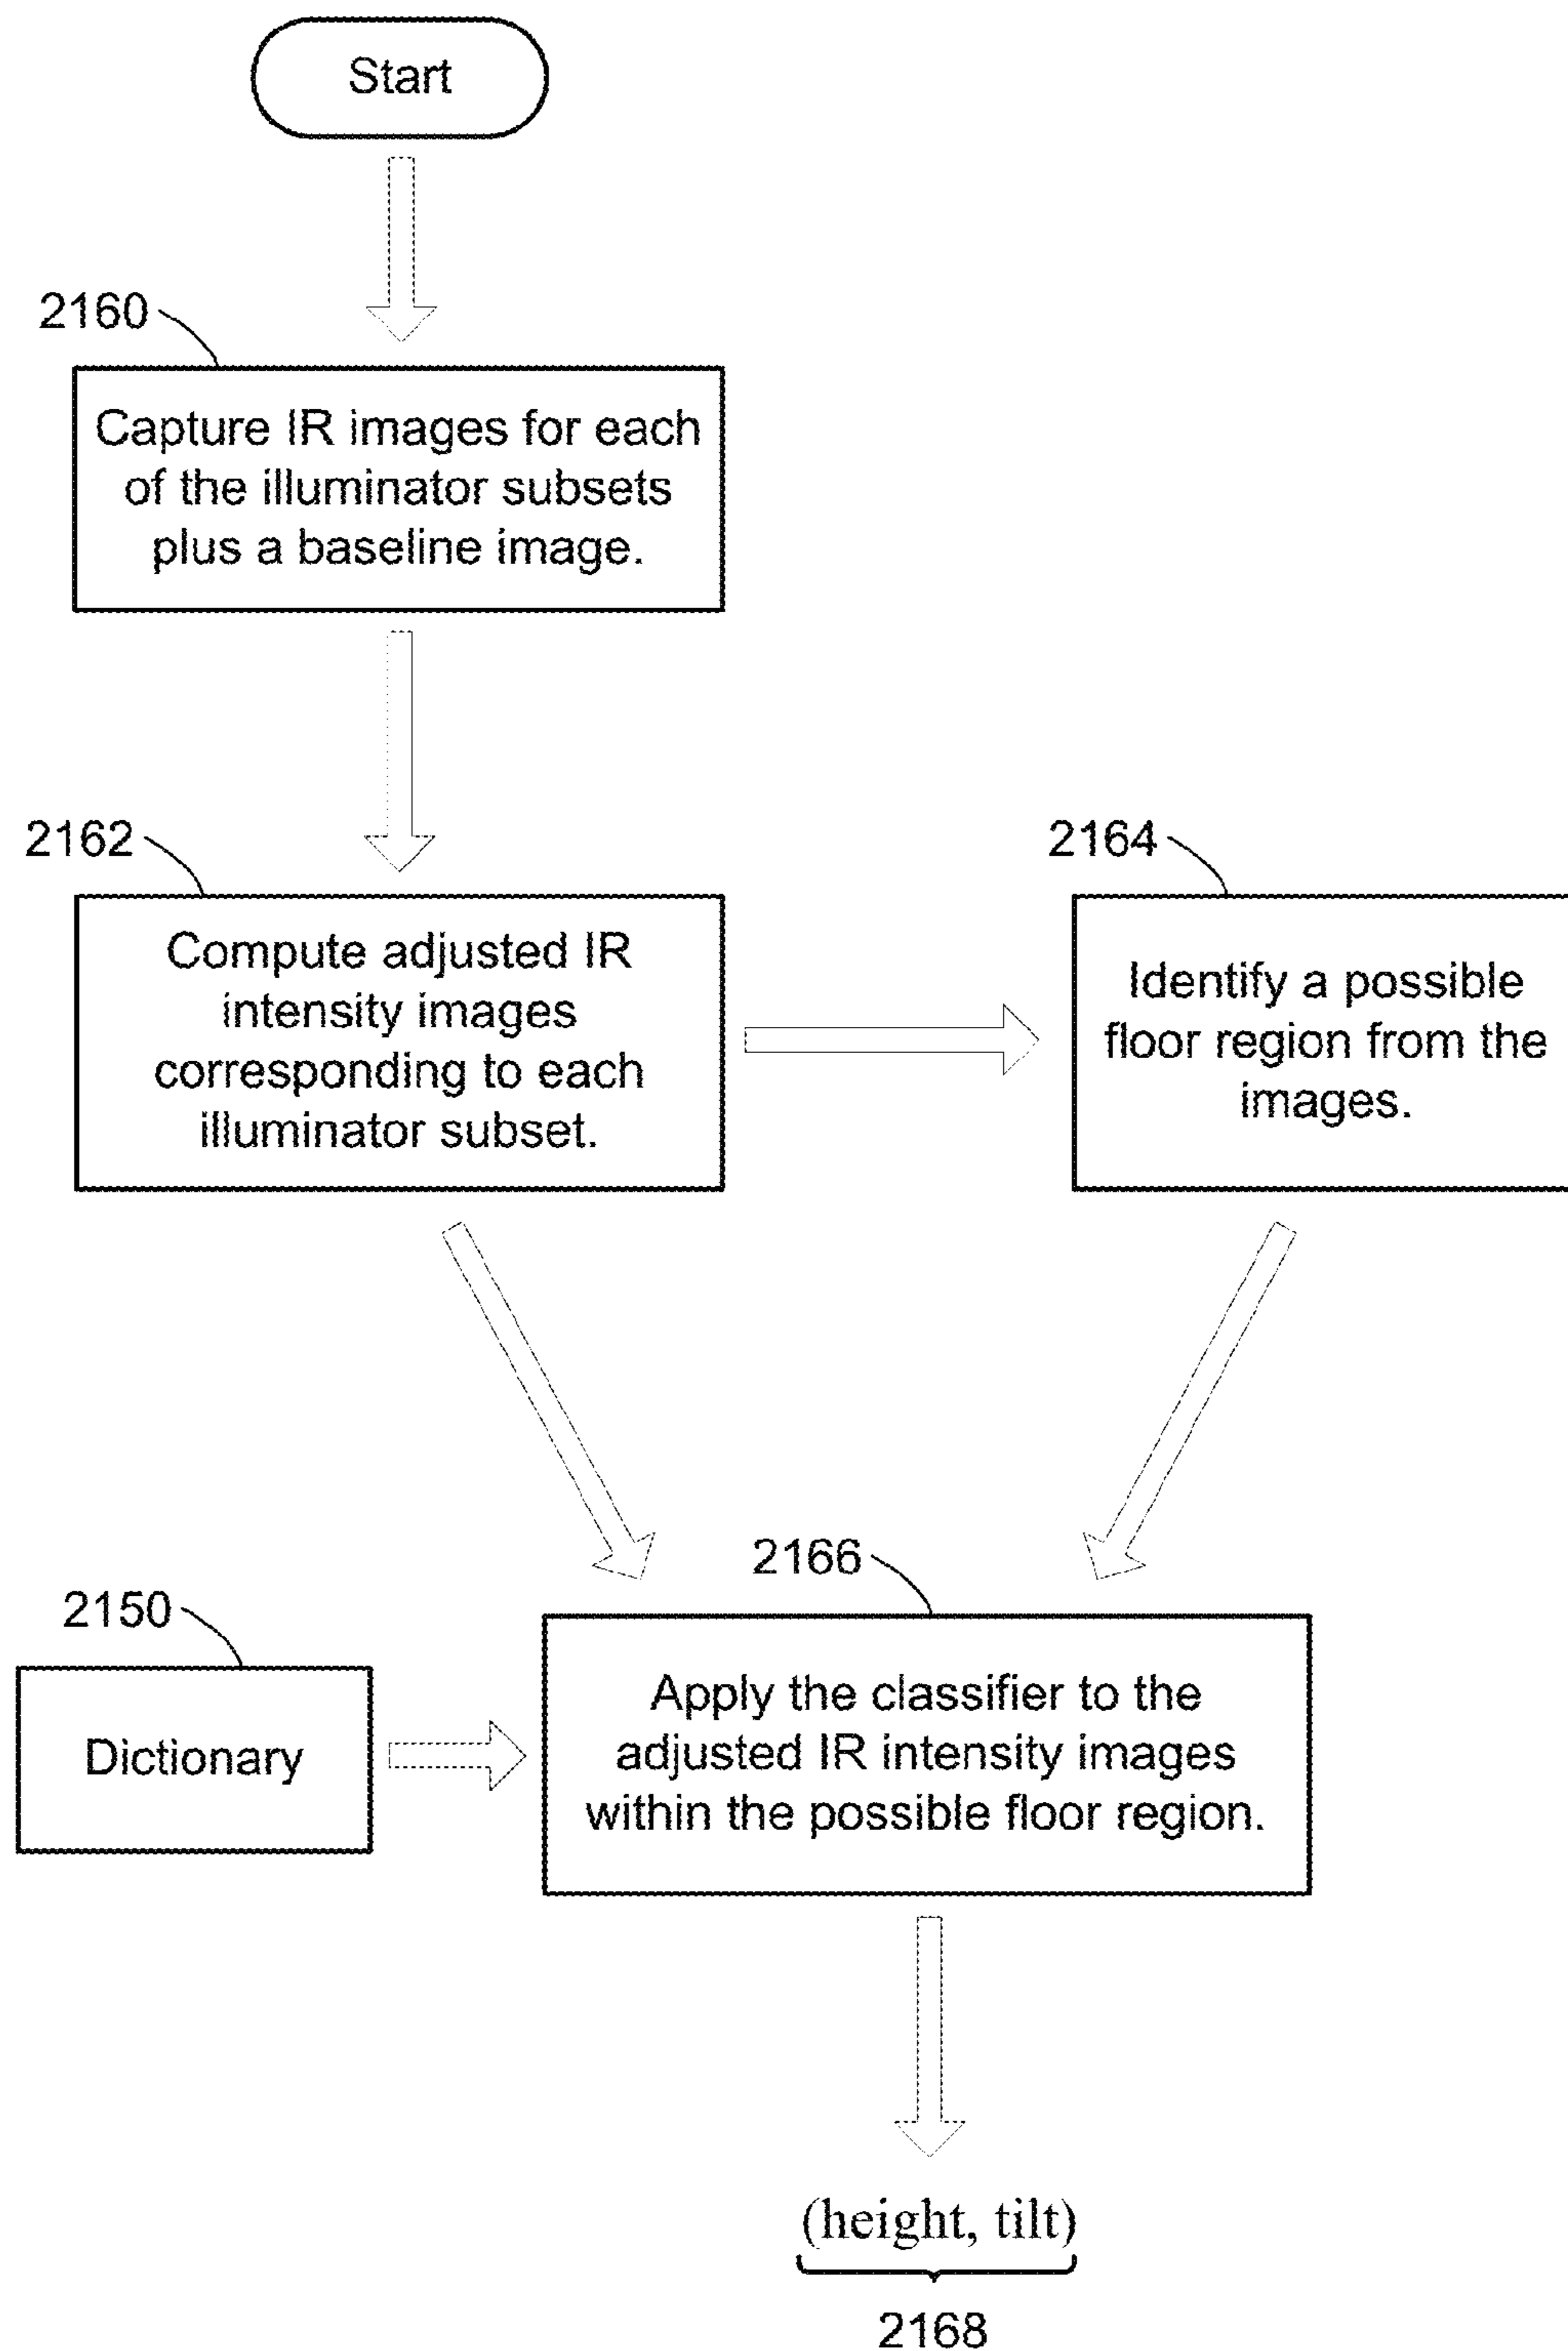 Start
2160
Capture IR images for each
of the illuminator subsets
plus a baseline image.
2162
Compute adjusted IR
intensity images
corresponding to each
illuminator subset.
2164
Identify a possible
floor region from the
images.
2150
Dictionary
2166
Apply the classifier to the
adjusted IR intensity images
within the possible floor region.
(height, tilt)
2168